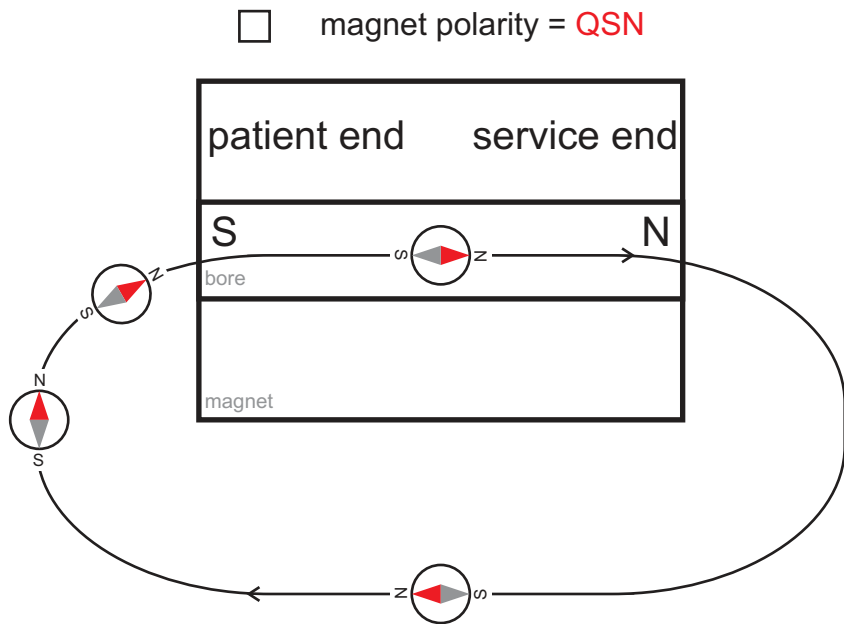 magnet polarity = QSN
patient end
service end
S
N
S
N
bore
N
S
N
S
magnet
N
S